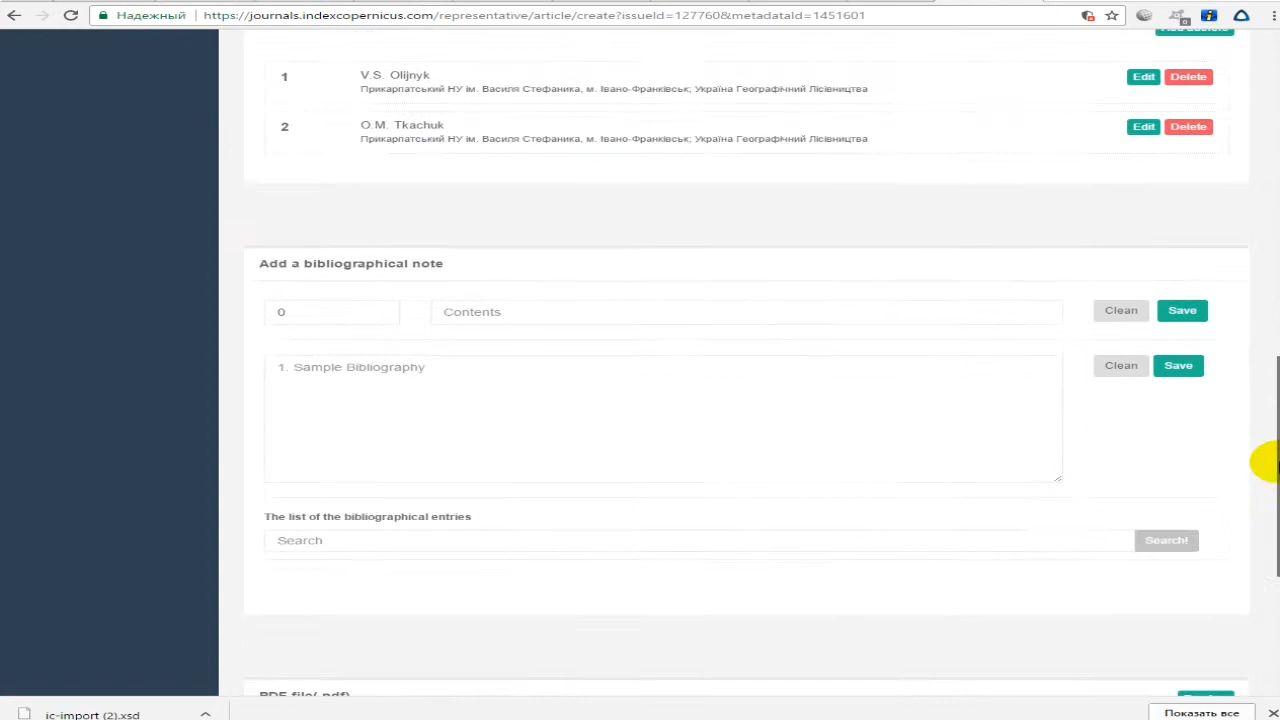 Надежный https://journals.indexcopernicus.com/representative/article/create?issueId=127760&metadataId=1451601
1 V.S. Olijnyk Edit Delete
Прикарпатський НУ ім. Василя Стефаника, м. Івано-Франківськ; Україна Географічний Лісівництва
2 O.M. Tkachuk Edit Delete
Прикарпатський НУ ім. Василя Стефаника, м. Івано-Франківськ; Україна Географічний Лісівництва
Add a bibliographical note
0 Contents Clean Save
1. Sample Bibliography Clean Save
The list of the bibliographical entries
Search Search!
PDF file(.pdf)
ic-import (2).xsd Показать все